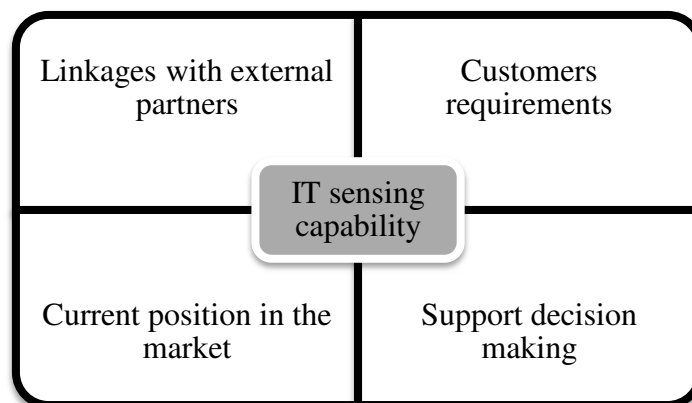 Linkages with external
partners
Customers
requirements
IT sensing
capability
Current position in the
market
Support decision
making